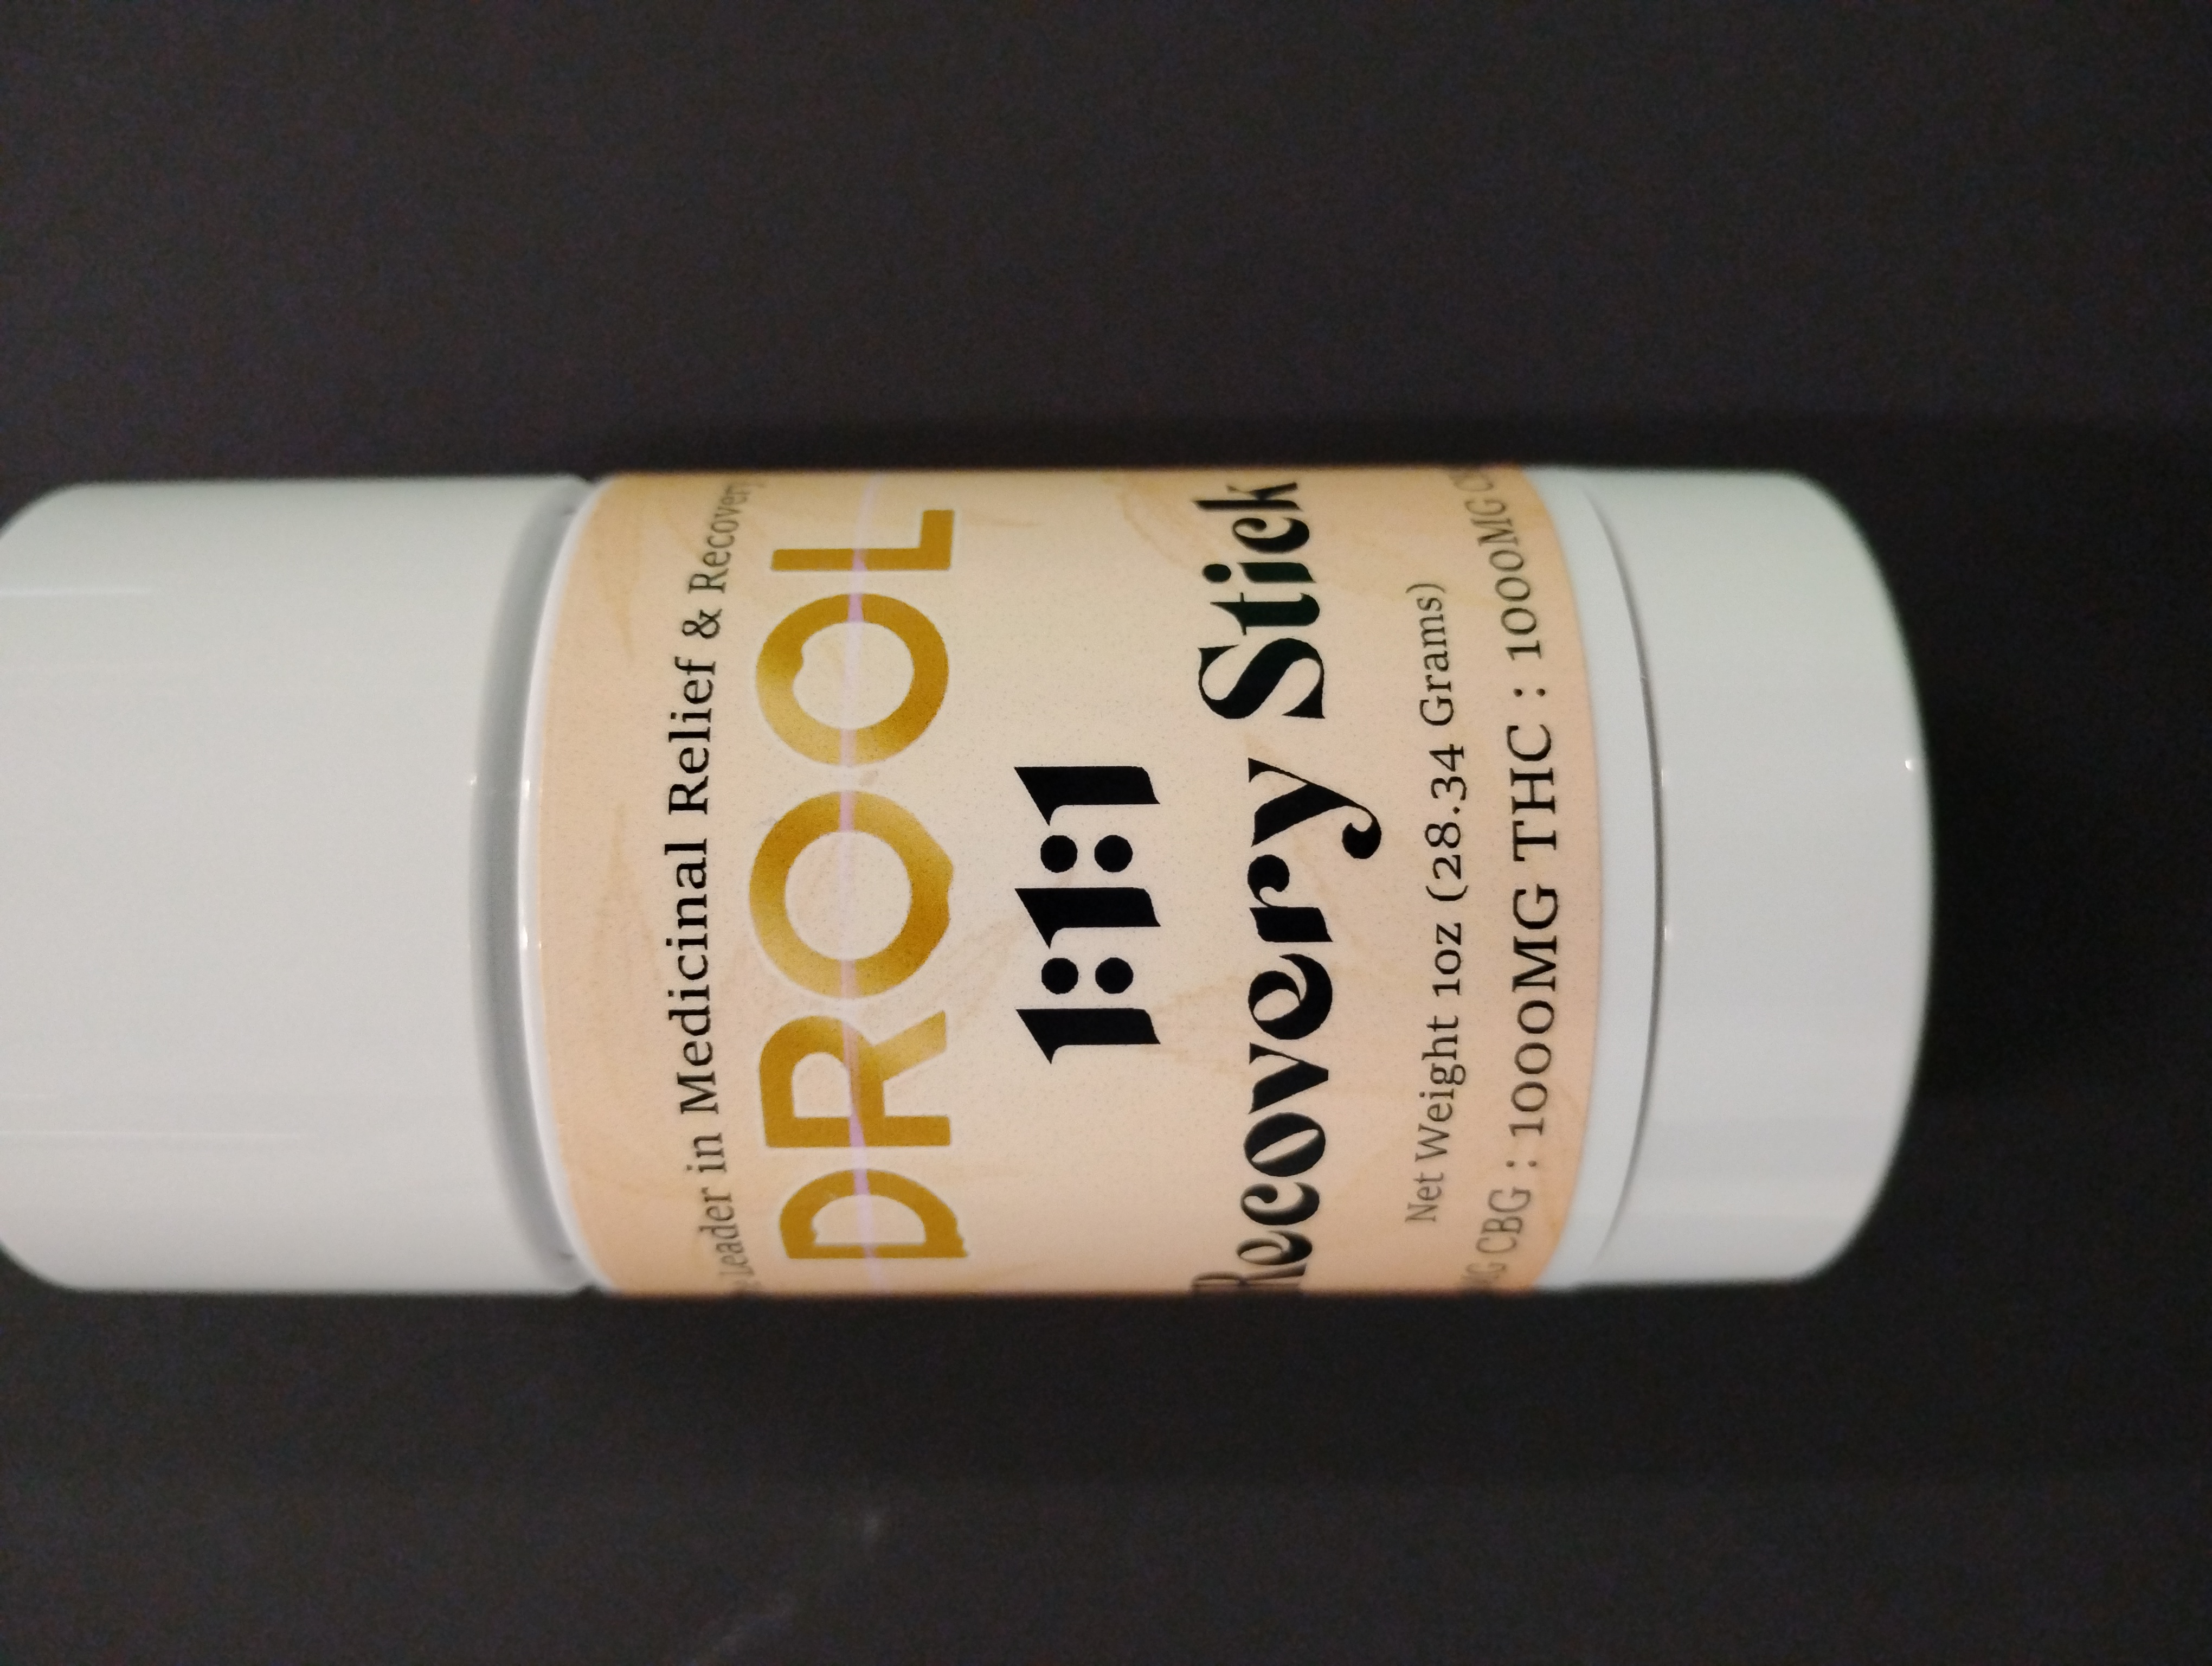 Leader in Medicinal Relief & Recovery
DROOL
1:1:1
Recovery Stick
Net Weight 1oz (28.34 Grams)
CBG : 1000MG THC : 1000MG